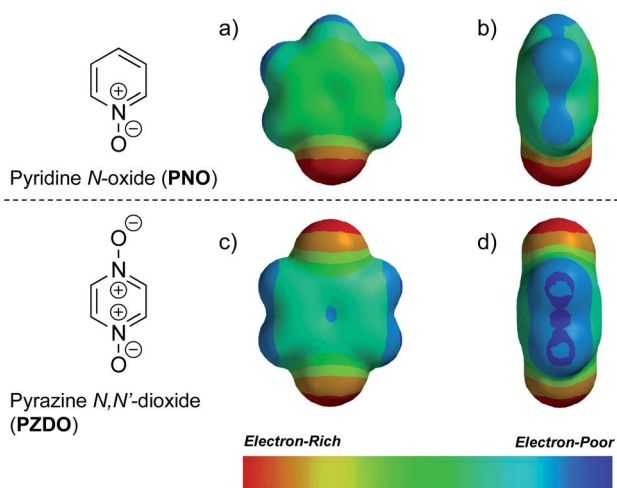 a)
b)
N
+
O
−
Pyridine N-oxide (PNO)
c)
d)
O
−
N
+
+
N
O
−
Pyrazine N,N'-dioxide
(PZDO)
Electron-Rich Electron-Poor